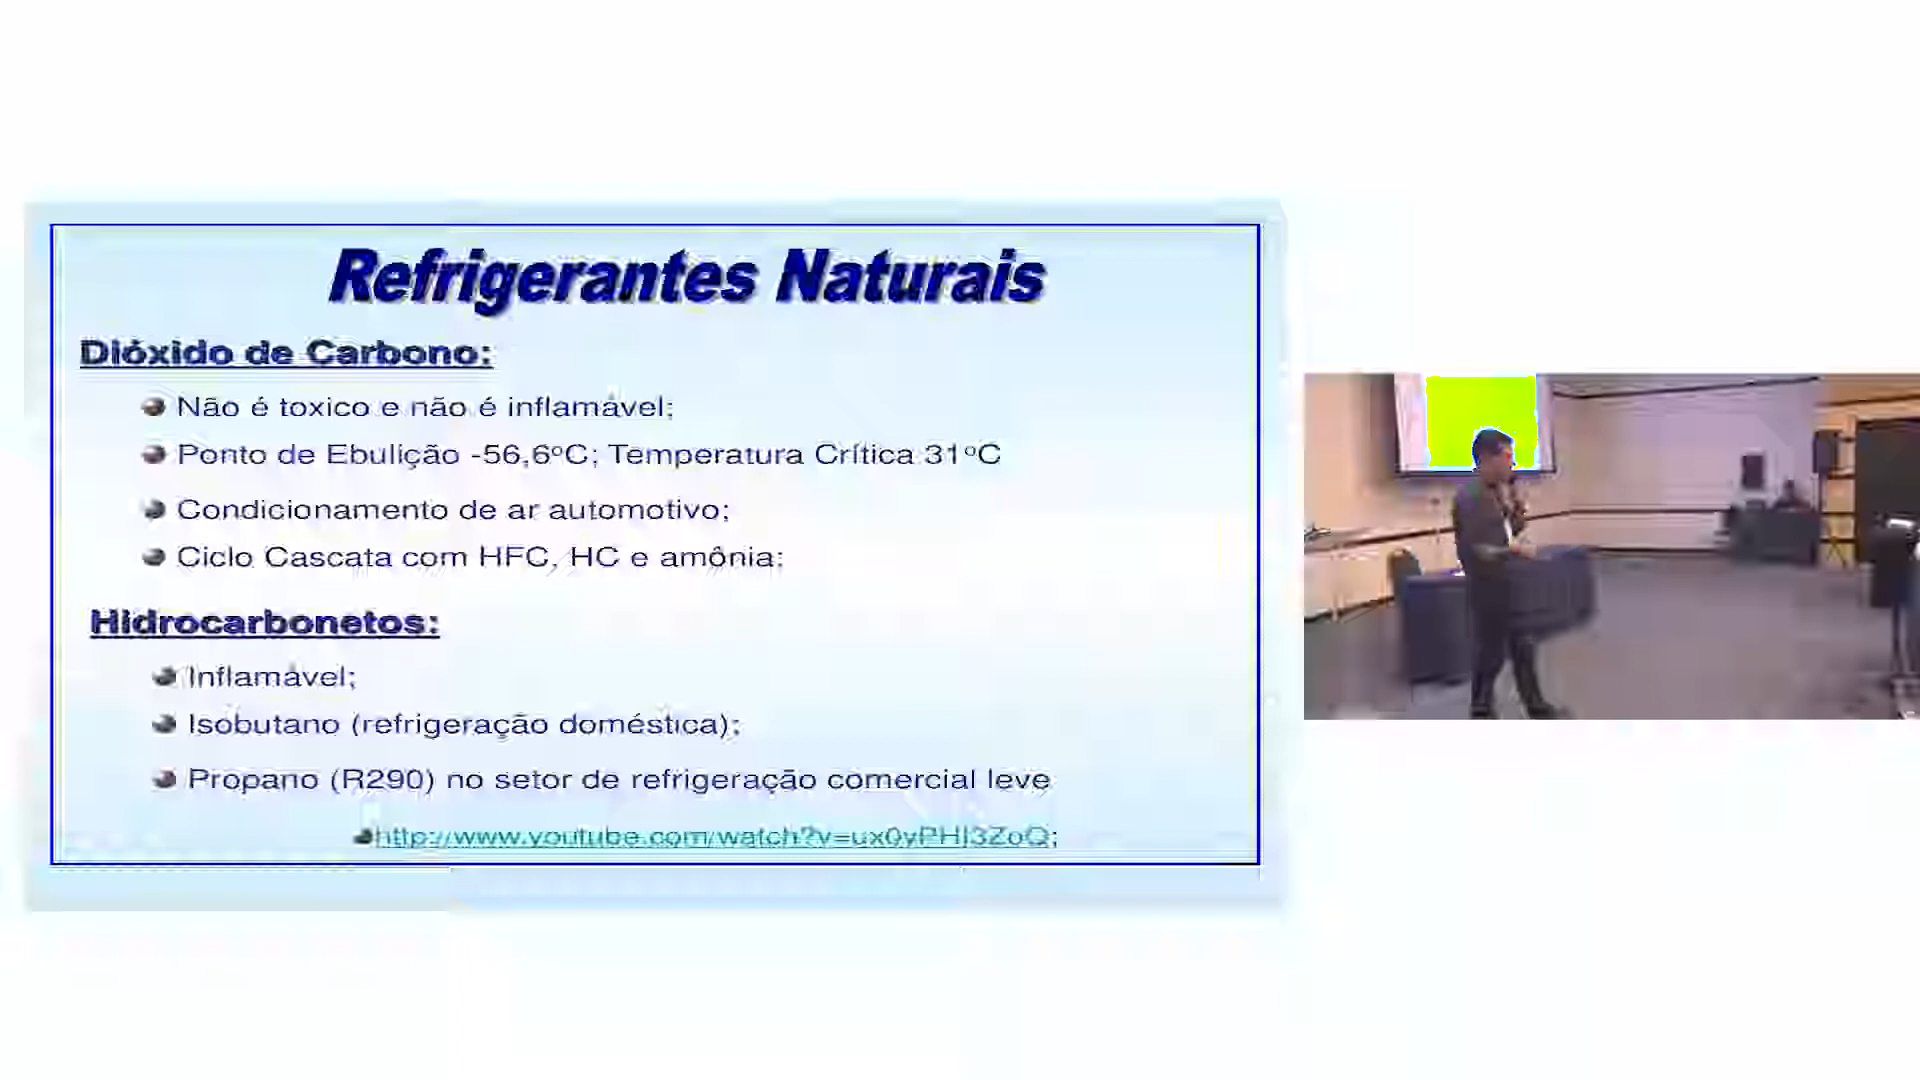 Refrigerantes Naturais
Dióxido de Carbono:
Não é toxico e não é inflamável;
Ponto de Ebulição -56,6ºC; Temperatura Crítica 31ºC
Condicionamento de ar automotivo;
Ciclo Cascata com HFC, HC e amônia;
Hidrocarbonetos:
Inflamável;
Isobutano (refrigeração doméstica);
Propano (R290) no setor de refrigeração comercial leve
http://www.youtube.com/watch?v=ux0yPHI3ZoQ;